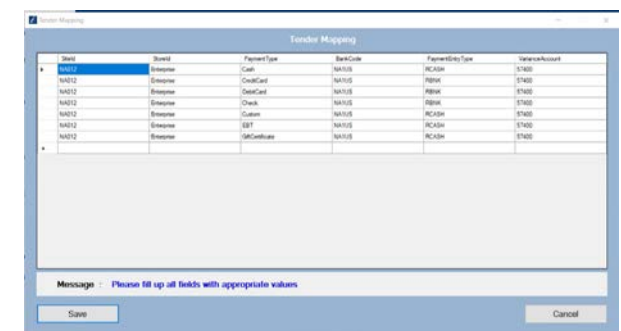 Tender Mapping
Tender Mapping
SiteId StoreId PaymentType BankCode PaymentEntryType VarianceAccount
NA012 Enterprise Cash NA1US RCASH 57400
NA012 Enterprise CreditCard NA1US RBNK 57400
NA012 Enterprise DebitCard NA1US RBNK 57400
NA012 Enterprise Check NA1US RBNK 57400
NA012 Enterprise Custom NA1US RCASH 57400
NA012 Enterprise EBT NA1US RCASH 57400
NA012 Enterprise GiftCertificate NA1US RCASH 57400
Message : Please fill up all fields with appropriate values
Save Cancel